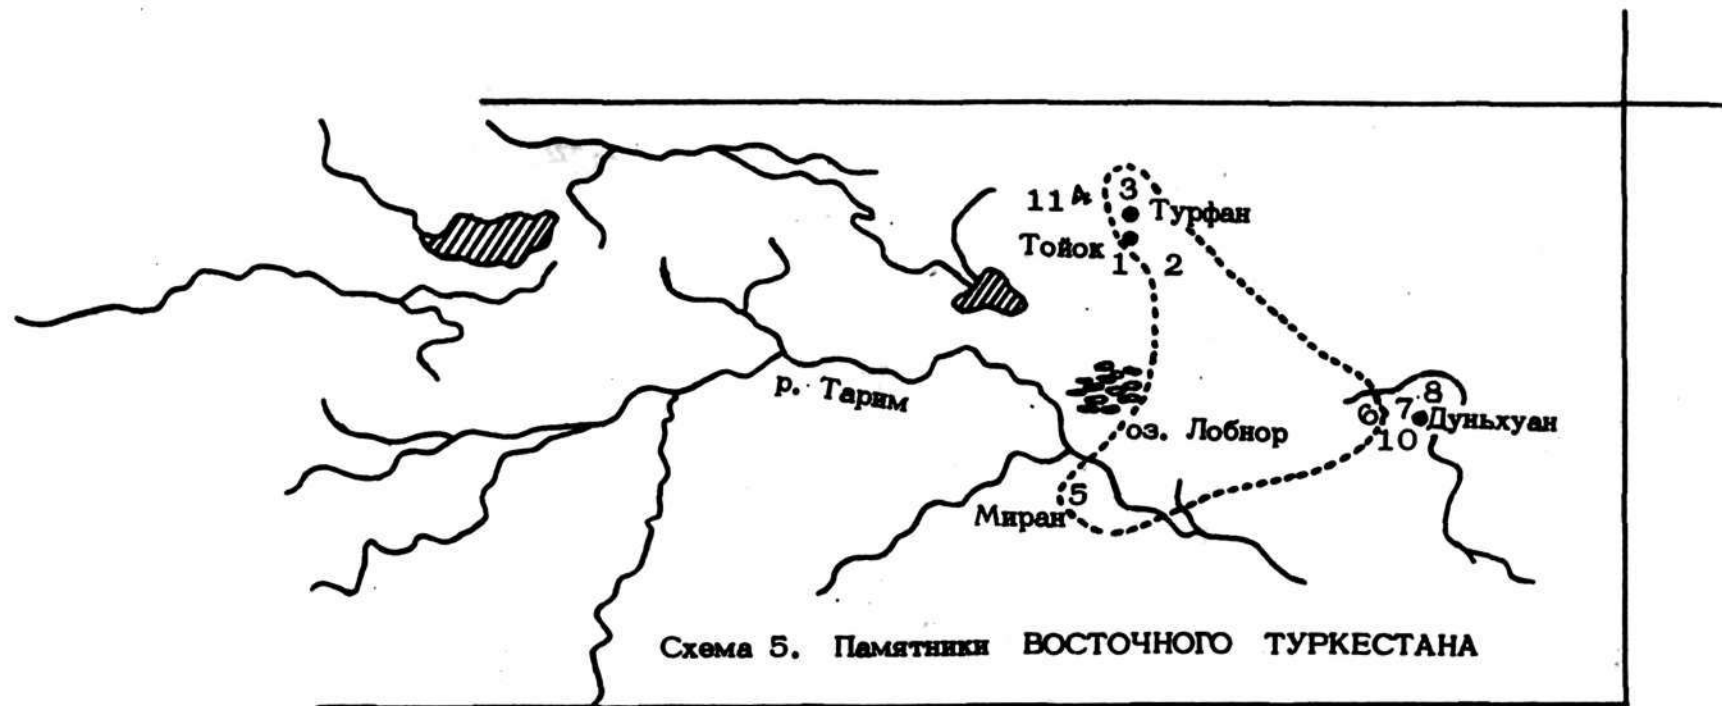 3
11 4
Турфан
Тойок
1 2
р. Тарим
8
6 7 Дуньхуан
оз. Лобнор
10
5
Миран
Схема 5. Памятники ВОСТОЧНОГО ТУРКЕСТАНА